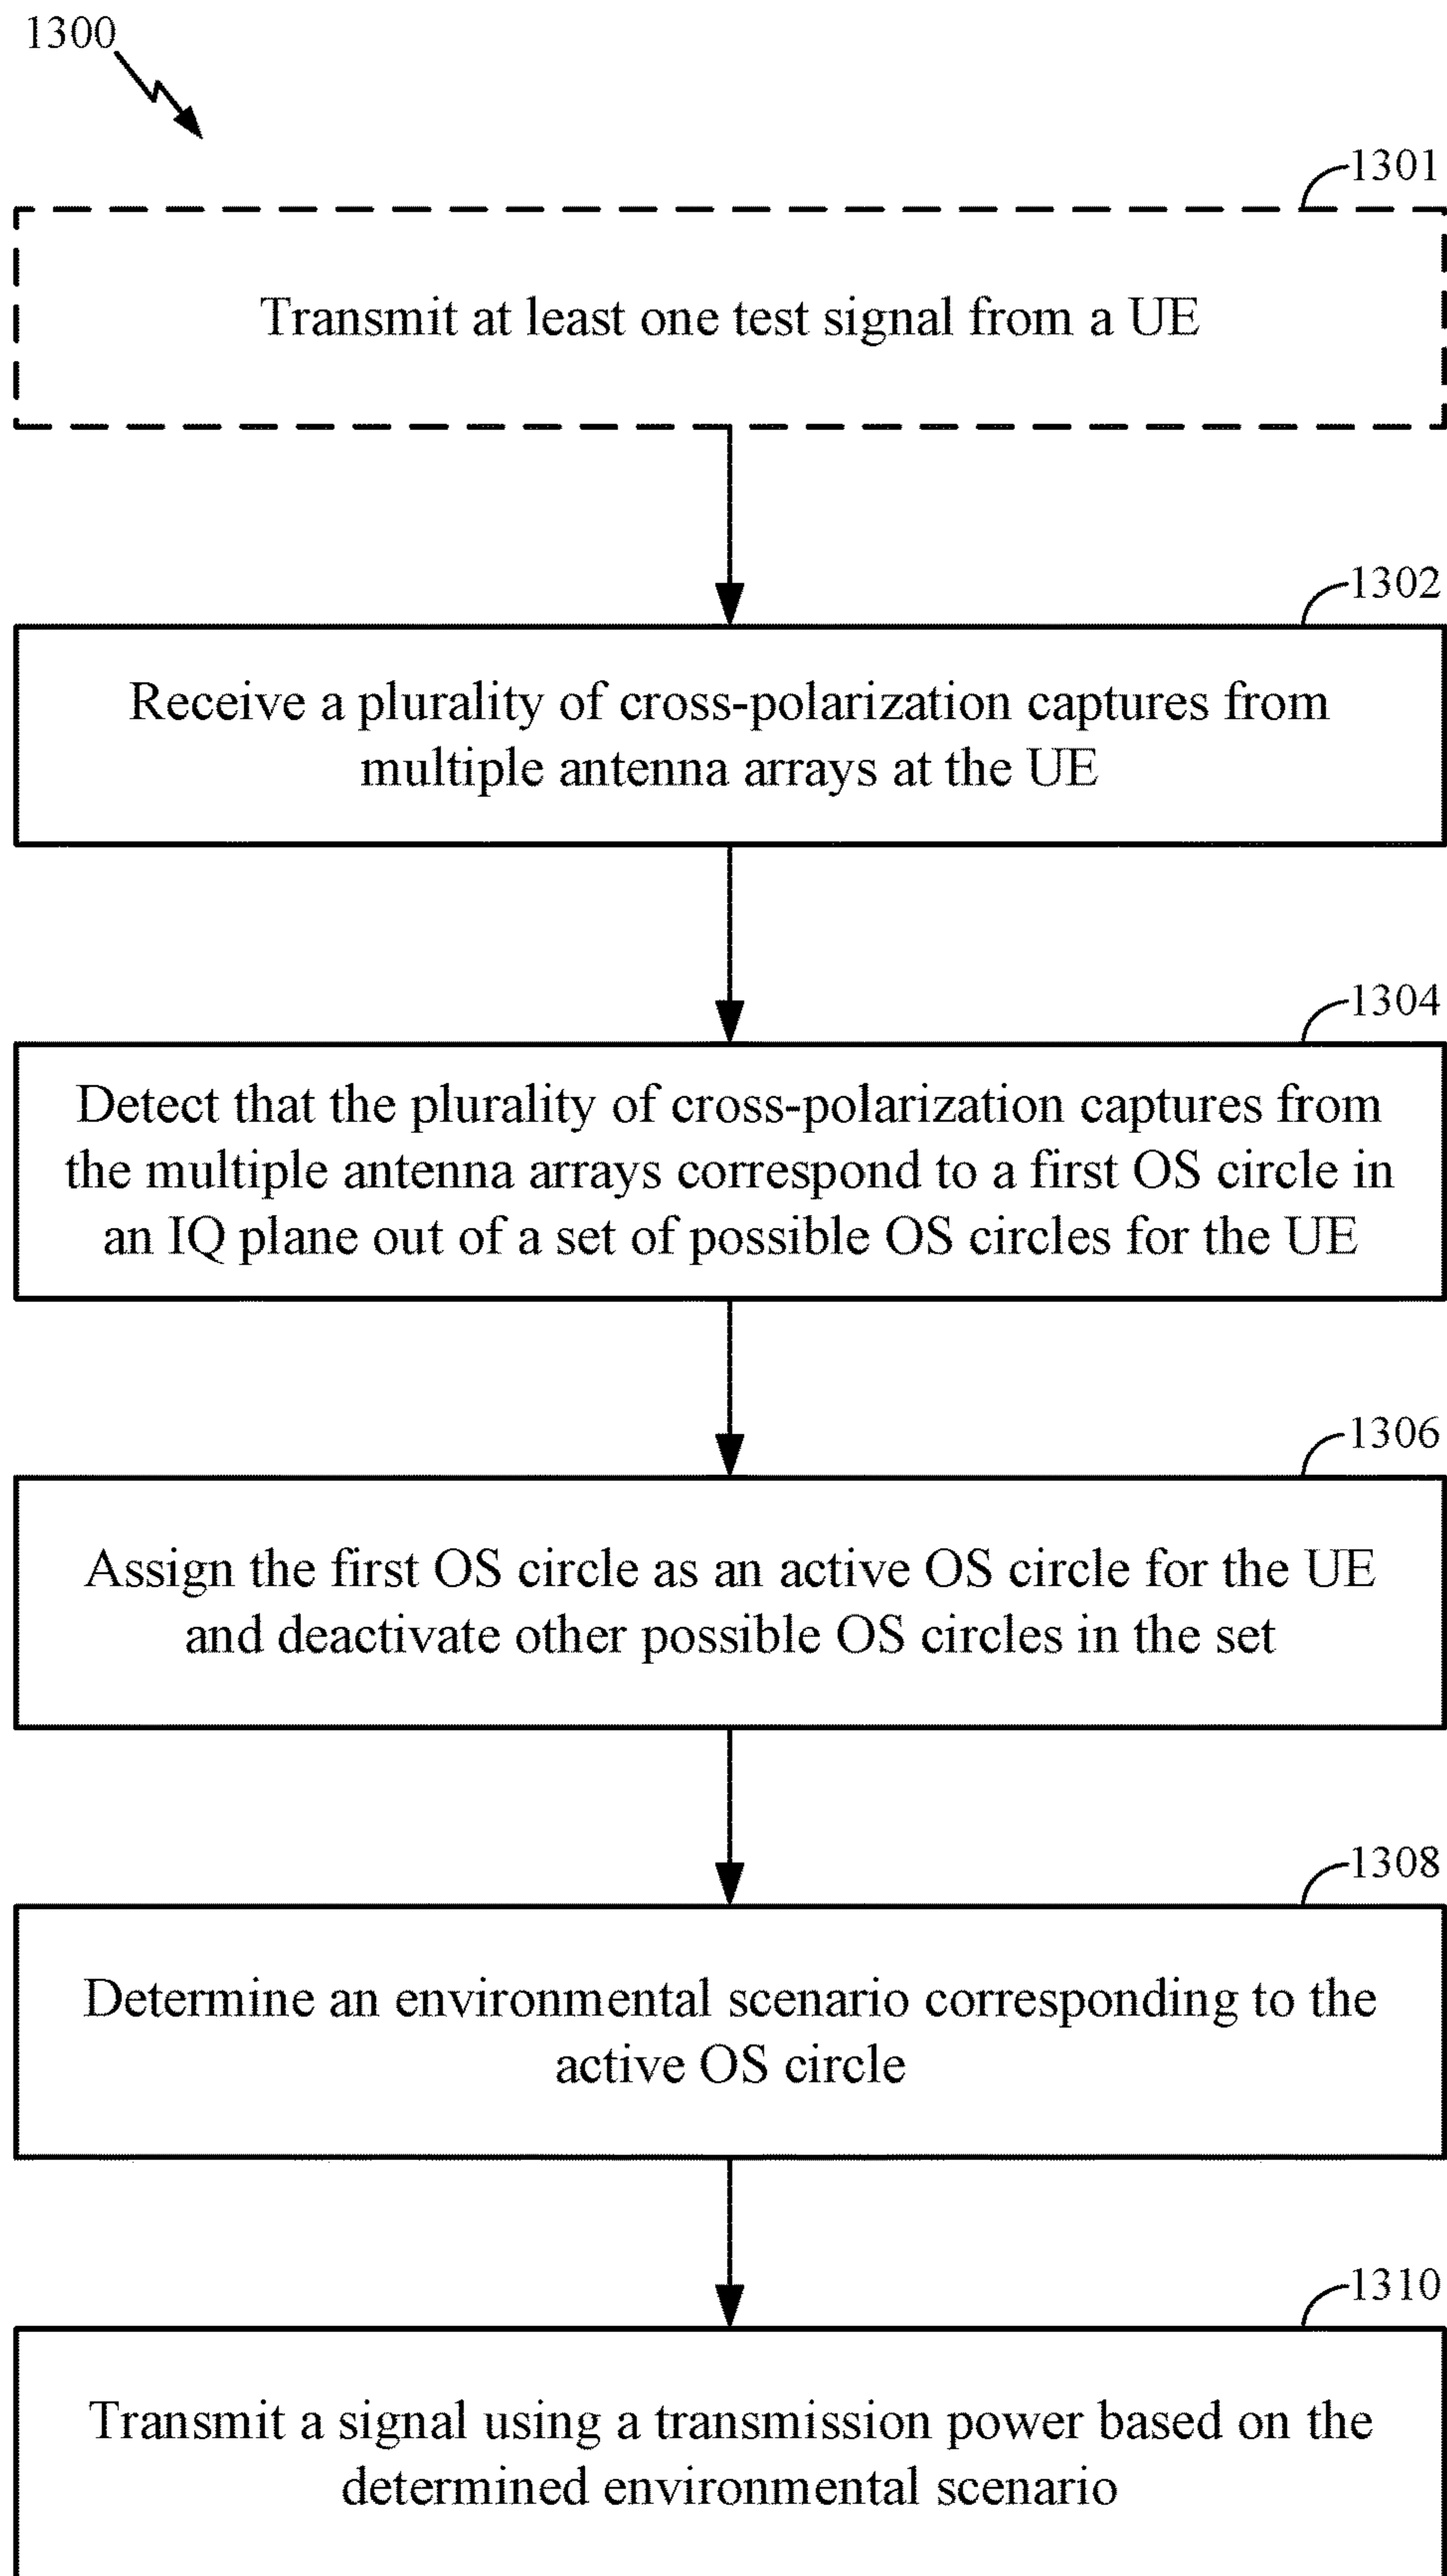 1300
1301
Transmit at least one test signal from a UE
1302
Receive a plurality of cross-polarization captures from
multiple antenna arrays at the UE
1304
Detect that the plurality of cross-polarization captures from
the multiple antenna arrays correspond to a first OS circle in
an IQ plane out of a set of possible OS circles for the UE
1306
Assign the first OS circle as an active OS circle for the UE
and deactivate other possible OS circles in the set
1308
Determine an environmental scenario corresponding to the
active OS circle
1310
Transmit a signal using a transmission power based on the
determined environmental scenario